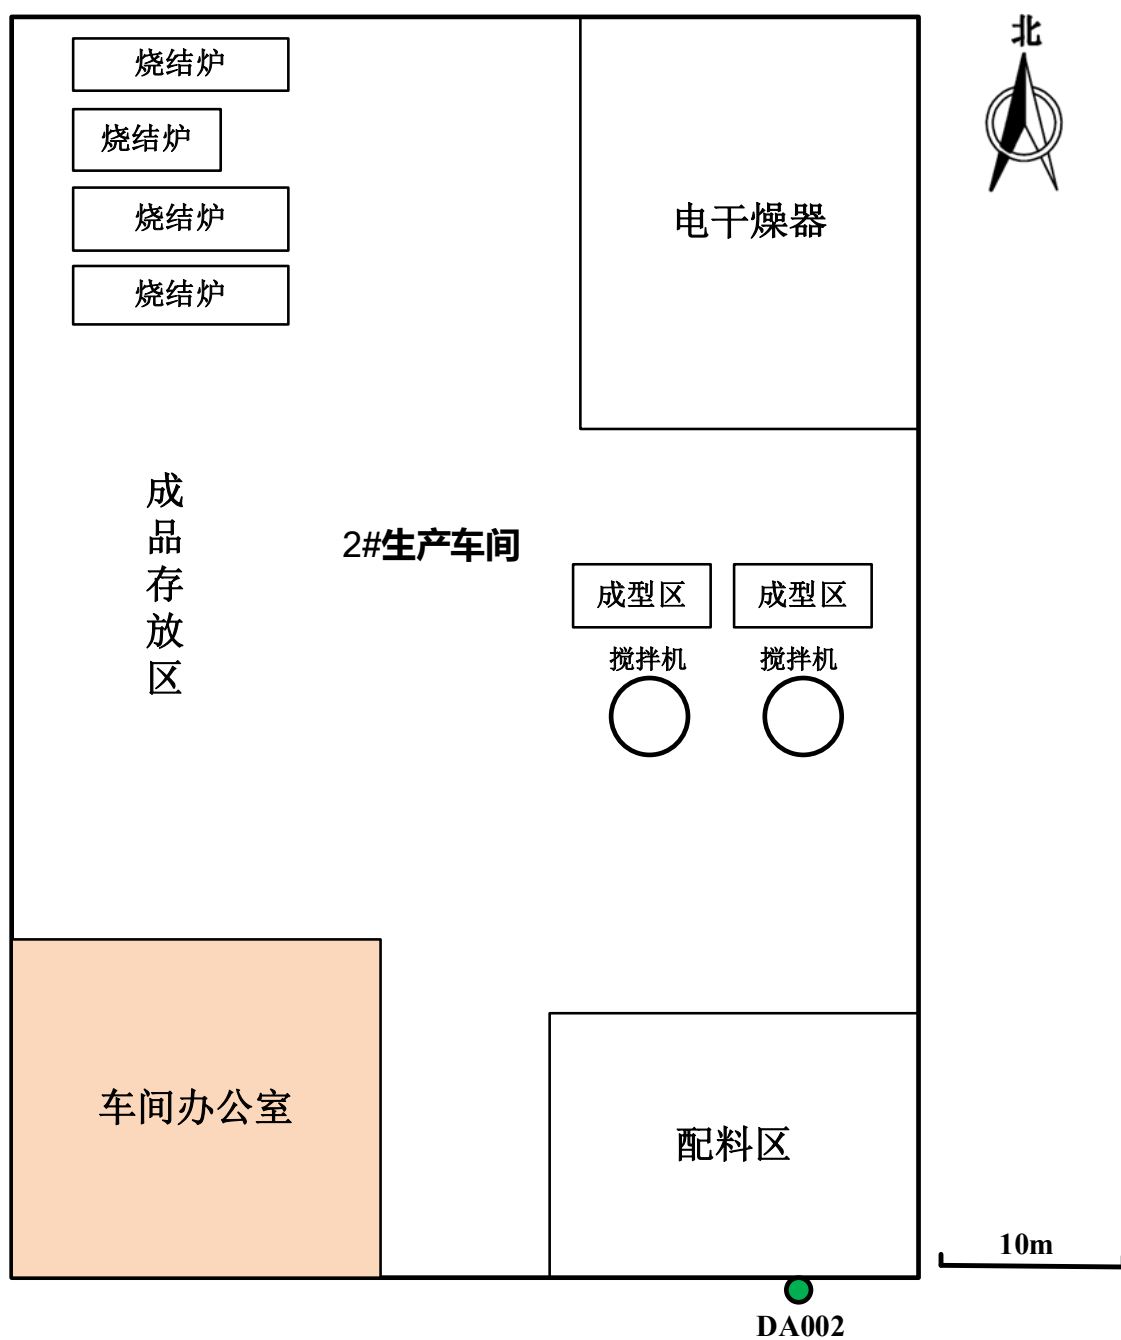 北
烧结炉
烧结炉
烧结炉
烧结炉
电干燥器
成品存放区
2#生产车间
成型区
成型区
搅拌机
搅拌机
车间办公室
配料区
10m
DA002